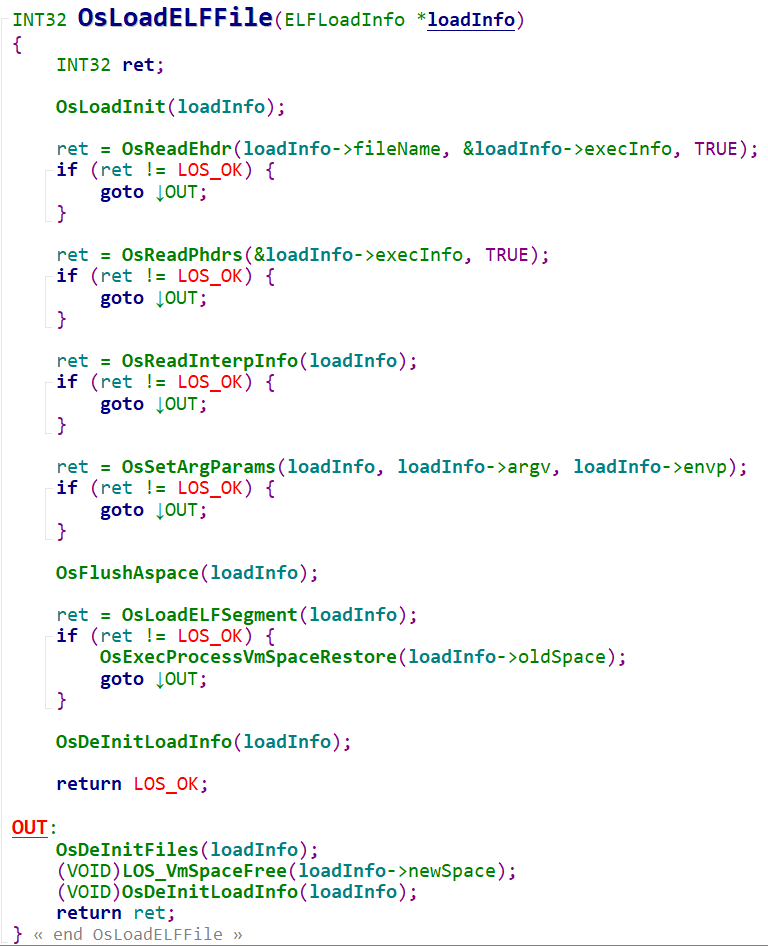 INT32 OsLoadELFFile(ELFLoadInfo *loadInfo)
{
    INT32 ret;

    OsLoadInit(loadInfo);

    ret = OsReadEhdr(loadInfo->fileName, &loadInfo->execInfo, TRUE);
    if (ret != LOS_OK) {
        goto ↓OUT;
    }

    ret = OsReadPhdrs(&loadInfo->execInfo, TRUE);
    if (ret != LOS_OK) {
        goto ↓OUT;
    }

    ret = OsReadInterpInfo(loadInfo);
    if (ret != LOS_OK) {
        goto ↓OUT;
    }

    ret = OsSetArgParams(loadInfo, loadInfo->argv, loadInfo->envp);
    if (ret != LOS_OK) {
        goto ↓OUT;
    }

    OsFlushAspace(loadInfo);

    ret = OsLoadELFSegment(loadInfo);
    if (ret != LOS_OK) {
        OsExecProcessVmSpaceRestore(loadInfo->oldSpace);
        goto ↓OUT;
    }

    OsDeInitLoadInfo(loadInfo);

    return LOS_OK;

OUT:
    OsDeInitFiles(loadInfo);
    (VOID)LOS_VmSpaceFree(loadInfo->newSpace);
    (VOID)OsDeInitLoadInfo(loadInfo);
    return ret;
} « end OsLoadELFFile »